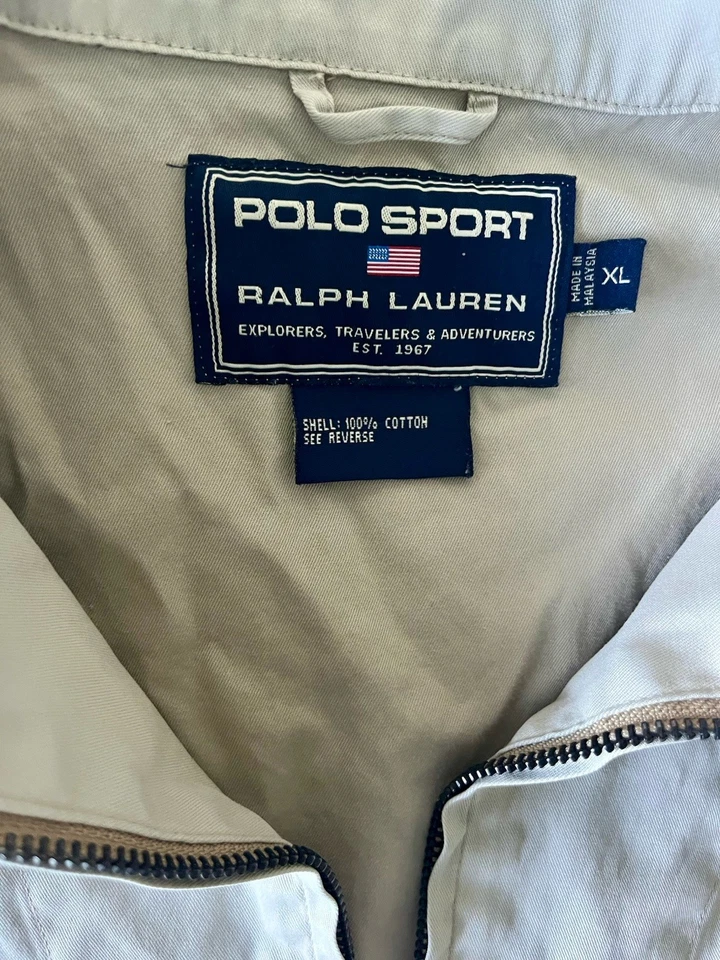 POLO SPORT
RALPH LAUREN
EXPLORERS, TRAVELERS & ADVENTURERS
EST. 1967
MADE IN
MALAYSIA
XL
SHELL: 100% COTTON
SEE REVERSE